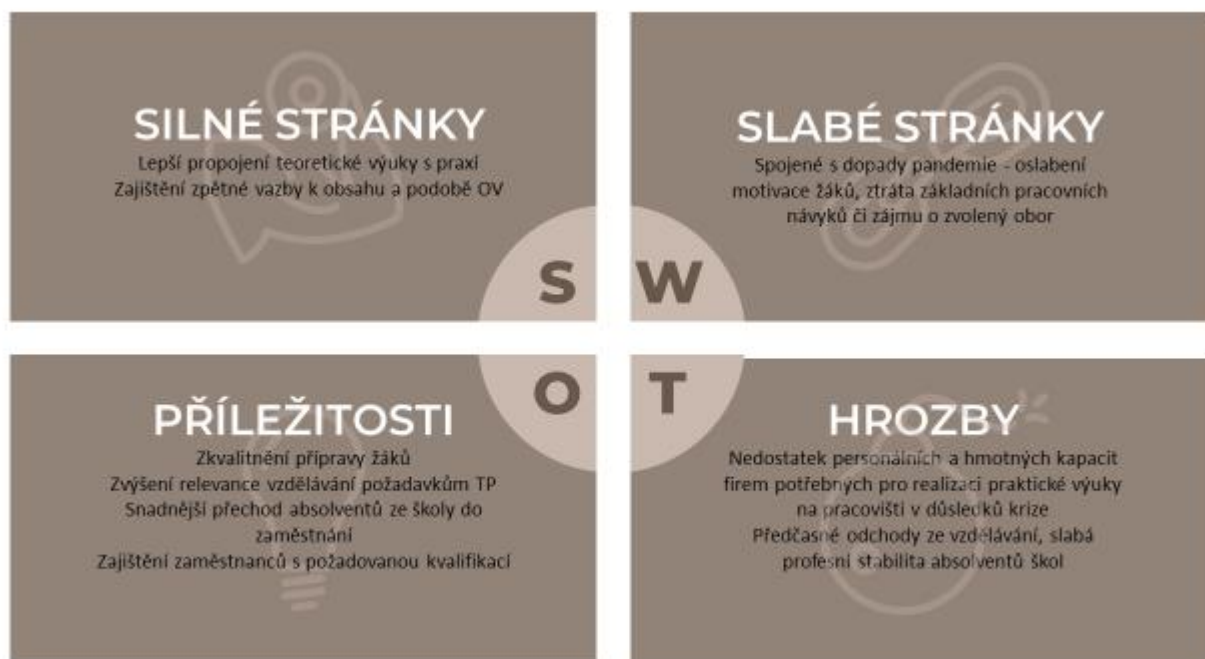 SILNÉ STRÁNKY
Lepší propojení teoretické výuky s praxí
Zajištění zpětné vazby k obsahu a podobě OV
S
SLABÉ STRÁNKY
Spojené s dopady pandemie - oslabení
motivace žáků, ztráta základních pracovních
návyků či zájmu o zvolený obor
W
PŘÍLEŽITOSTI
Zkvalitnění přípravy žáků
Zvýšení relevance vzdělávání požadavkům TP
Snadnější přechod absolventů ze školy do
zaměstnání
Zajištění zaměstnanců s požadovanou kvalifikací
O
HROZBY
Nedostatek personálních a hmotných kapacit
firem potřebných pro realizaci praktické výuky
na pracovišti v důsledků krize
Předčasné odchody ze vzdělávání, slabá
profesní stabilita absolventů škol
T